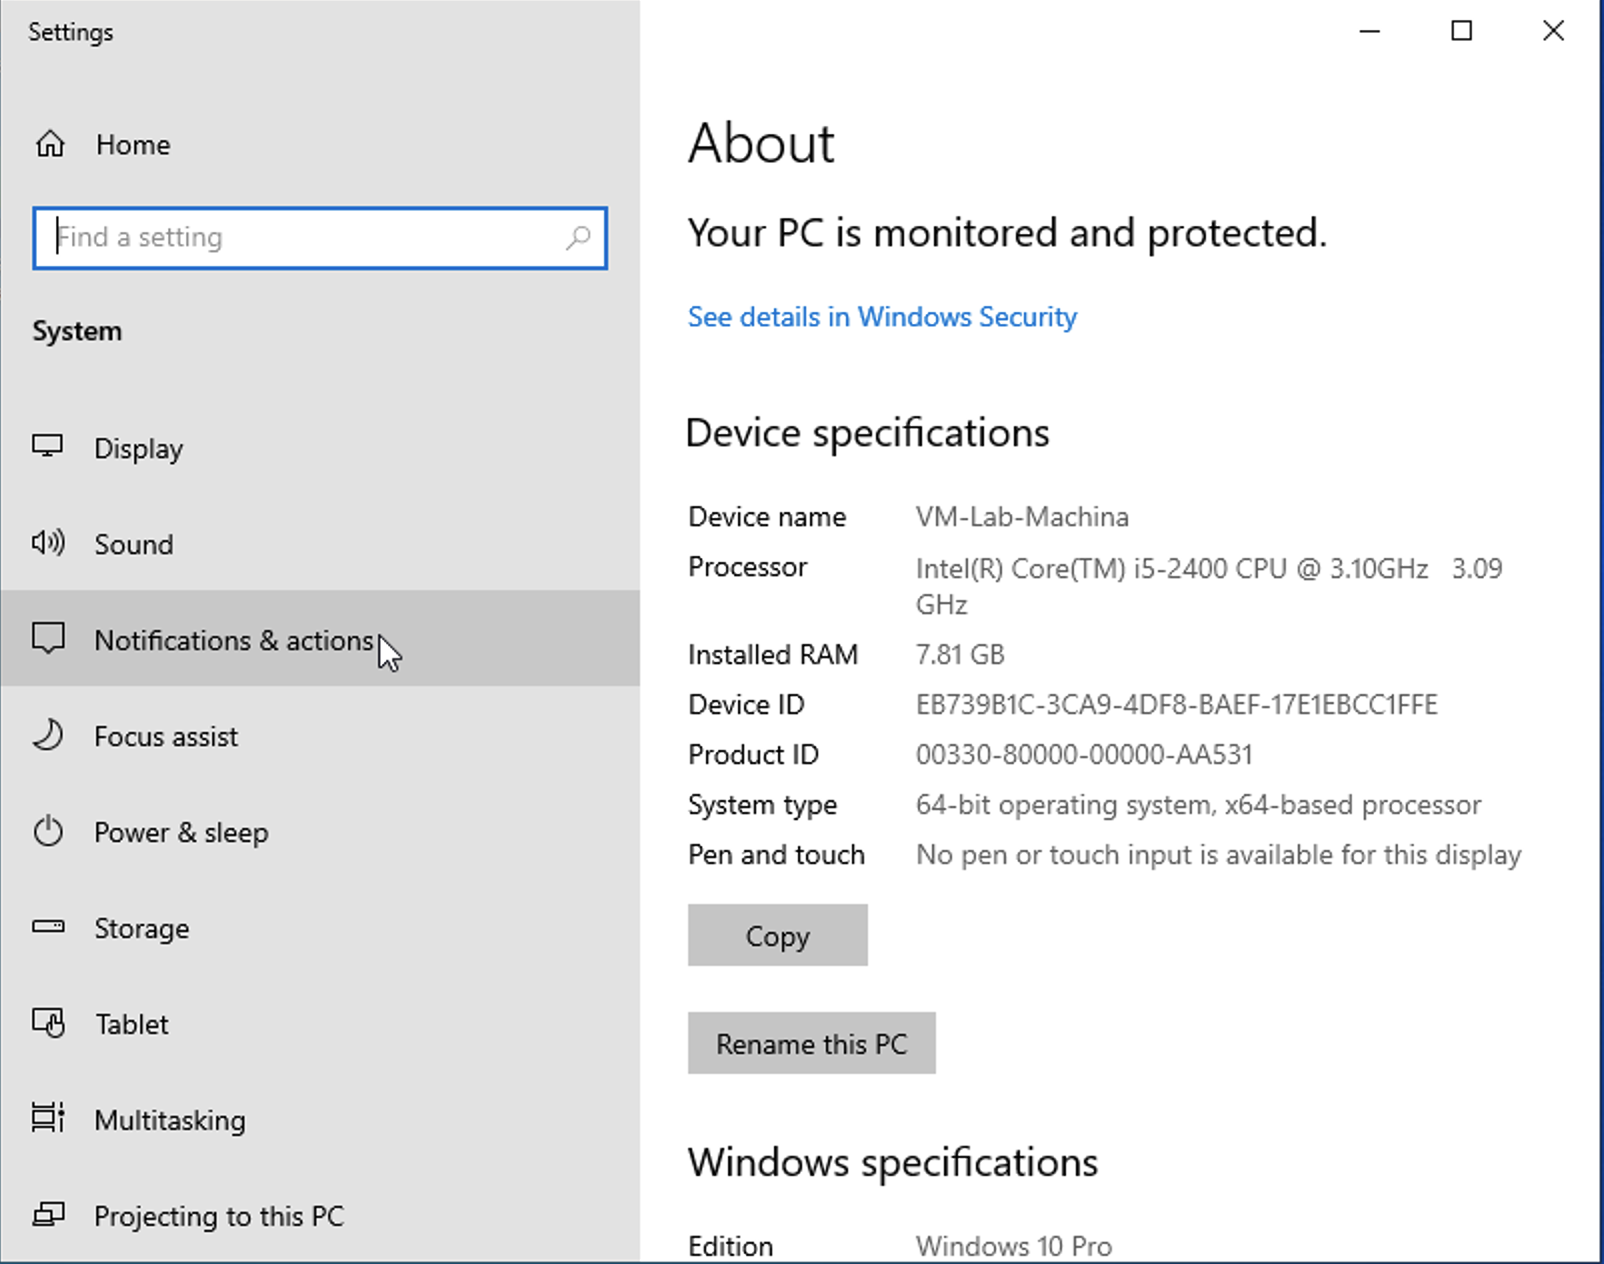 Settings
Home
Find a setting
System
Display
Sound
Notifications & actions
Focus assist
Power & sleep
Storage
Tablet
Multitasking
Projecting to this PC
About
Your PC is monitored and protected.
See details in Windows Security
Device specifications
Device name VM-Lab-Machina
Processor Intel(R) Core(TM) i5-2400 CPU @ 3.10GHz 3.09
GHz
Installed RAM 7.81 GB
Device ID EB739B1C-3CA9-4DF8-BAEF-17E1EBCC1FFE
Product ID 00330-80000-00000-AA531
System type 64-bit operating system, x64-based processor
Pen and touch No pen or touch input is available for this display
Copy
Rename this PC
Windows specifications
Edition Windows 10 Pro